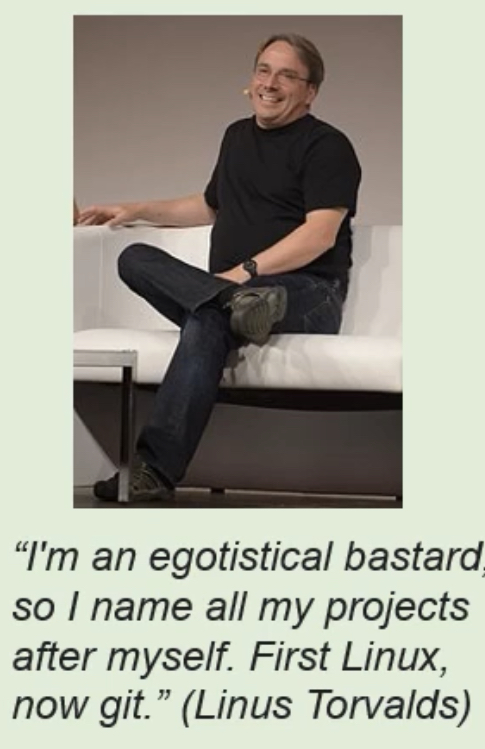 “I'm an egotistical bastard,
so I name all my projects
after myself. First Linux,
now git.” (Linus Torvalds)